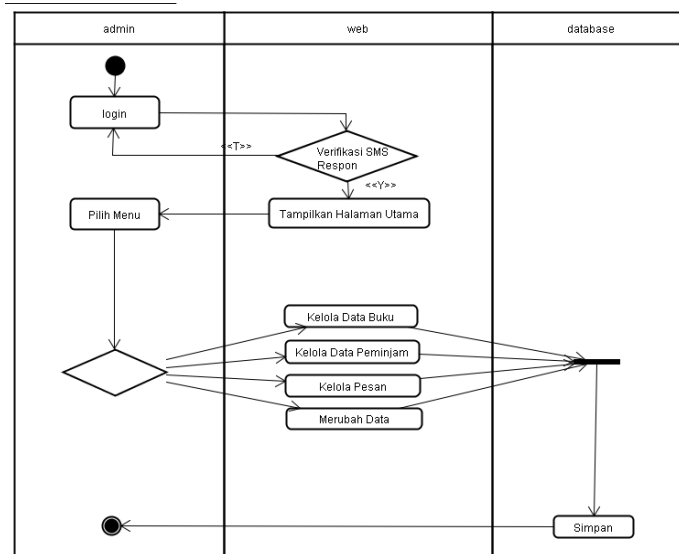 admin
web
database
login
<<T>>
Verifikasi SMS
Respon
<<Y>>
Pilih Menu
Tampilkan Halaman Utama
Kelola Data Buku
Kelola Data Peminjam
Kelola Pesan
Merubah Data
Simpan